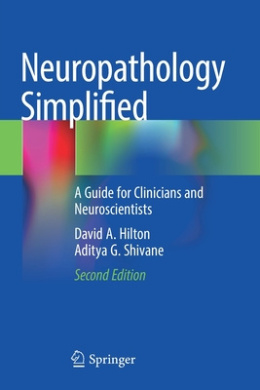 Neuropathology
Simplified
A Guide for Clinicians and
Neuroscientists
David A. Hilton
Aditya G. Shivane
Second Edition
Springer